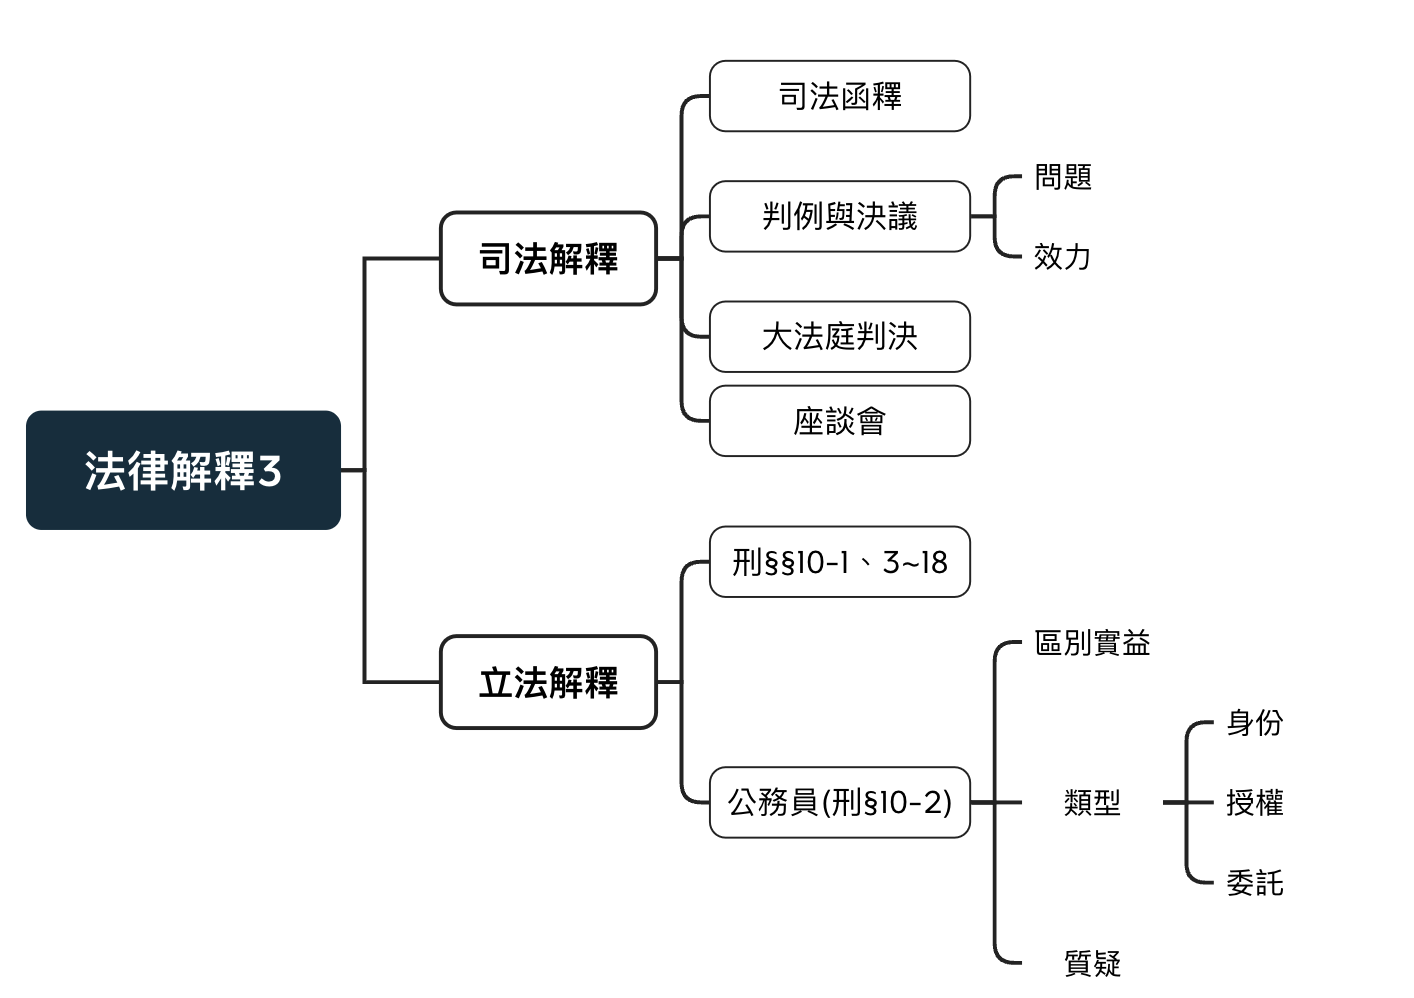 司法函釋
問題
判例與決議
效力
司法解釋
大法庭判決
座談會
法律解釋3
刑§§10-1、3~18
區別實益
立法解釋
身份
公務員(刑§10-2)
類型
授權
委託
質疑